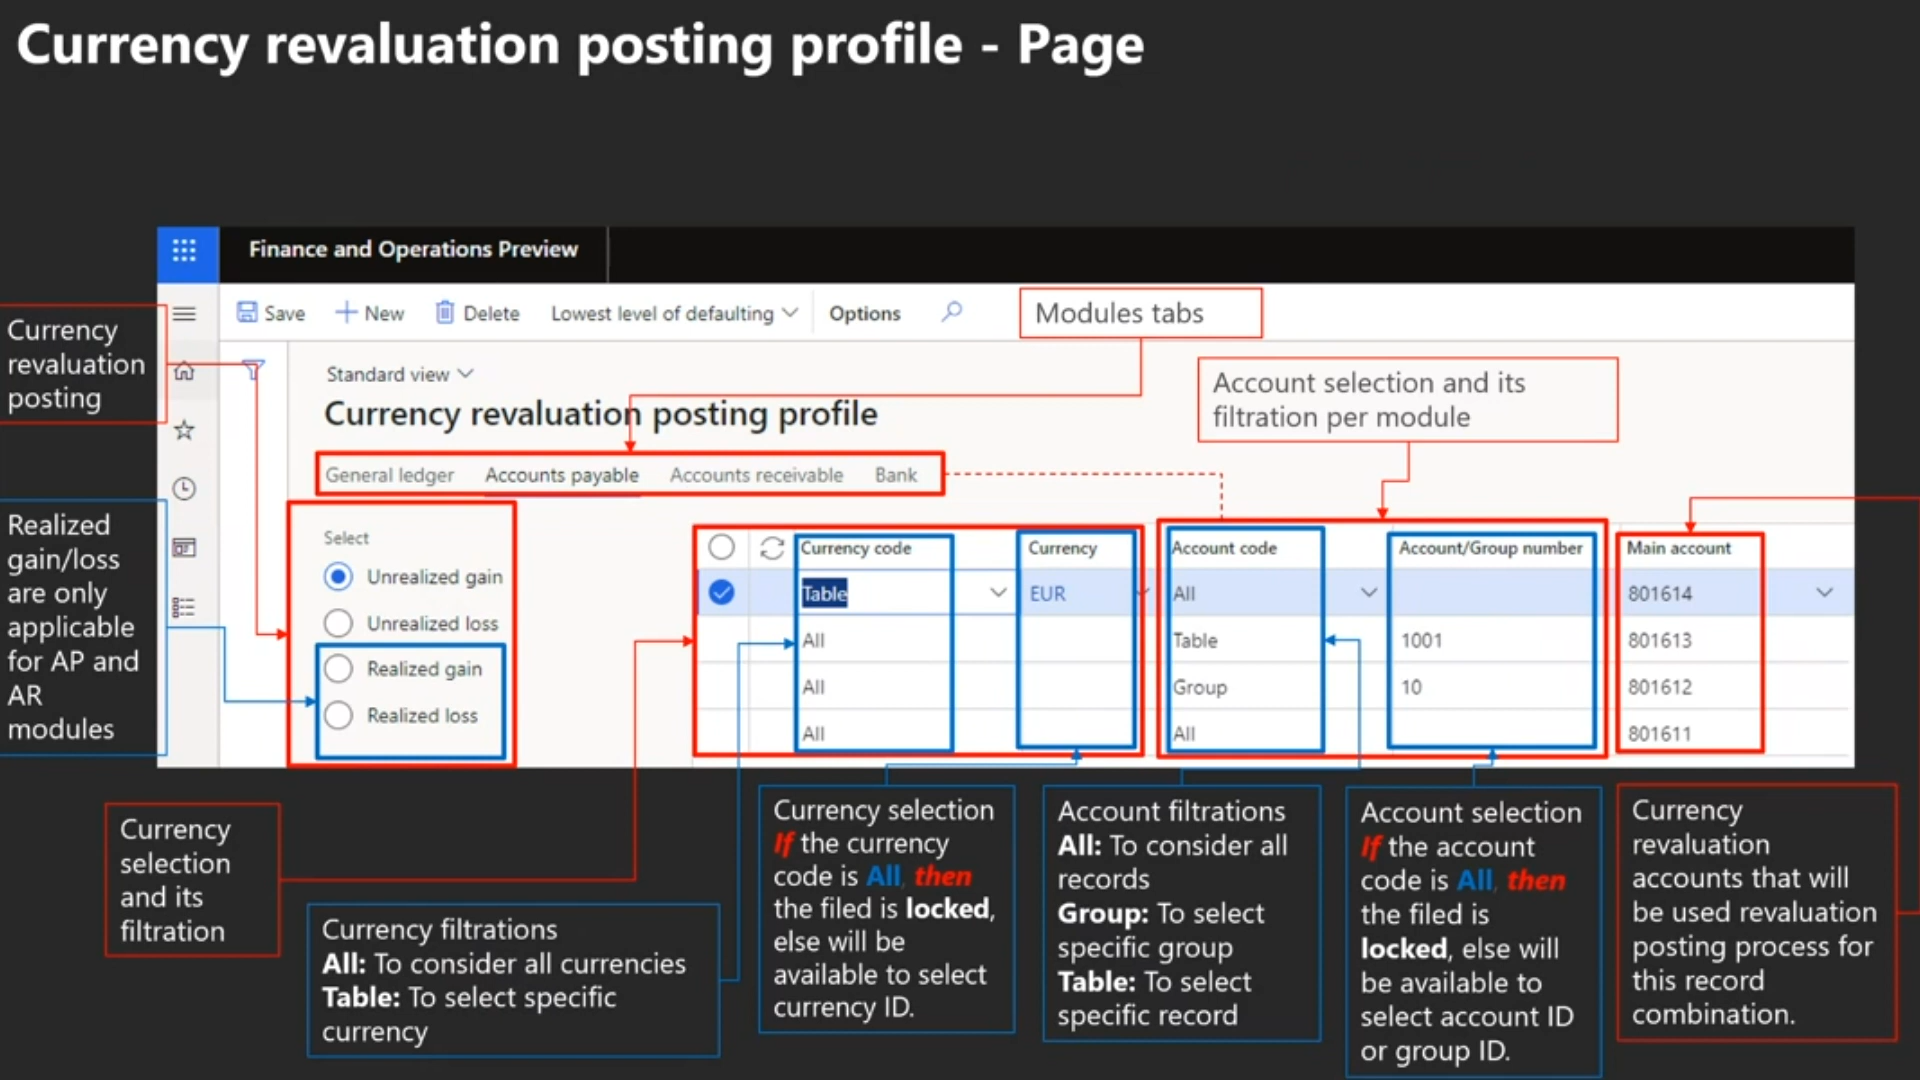 Currency revaluation posting profile - Page
Finance and Operations Preview
Save
New
Delete
Lowest level of defaulting
Options
Modules tabs
Currency
revaluation
posting
Standard view
Account selection and its
filtration per module
Currency revaluation posting profile
General ledger
Accounts payable
Accounts receivable
Bank
Realized
gain/loss
are only
applicable
for AP and
AR
modules
Select
Unrealized gain
Unrealized loss
Realized gain
Realized loss
Currency code
Currency
Account code
Account/Group number
Main account
Table
EUR
All
801614
All
Table
1001
801613
All
Group
10
801612
All
All
801611
Currency
selection
and its
filtration
Currency filtrations
All: To consider all currencies
Table: To select specific
currency
Currency selection
If the currency
code is All, then
the filed is locked,
else will be
available to select
currency ID.
Account filtrations
All: To consider all
records
Group: To select
specific group
Table: To select
specific record
Account selection
If the account
code is All, then
the filed is
locked, else will
be available to
select account ID
or group ID.
Currency
revaluation
accounts that will
be used revaluation
posting process for
this record
combination.